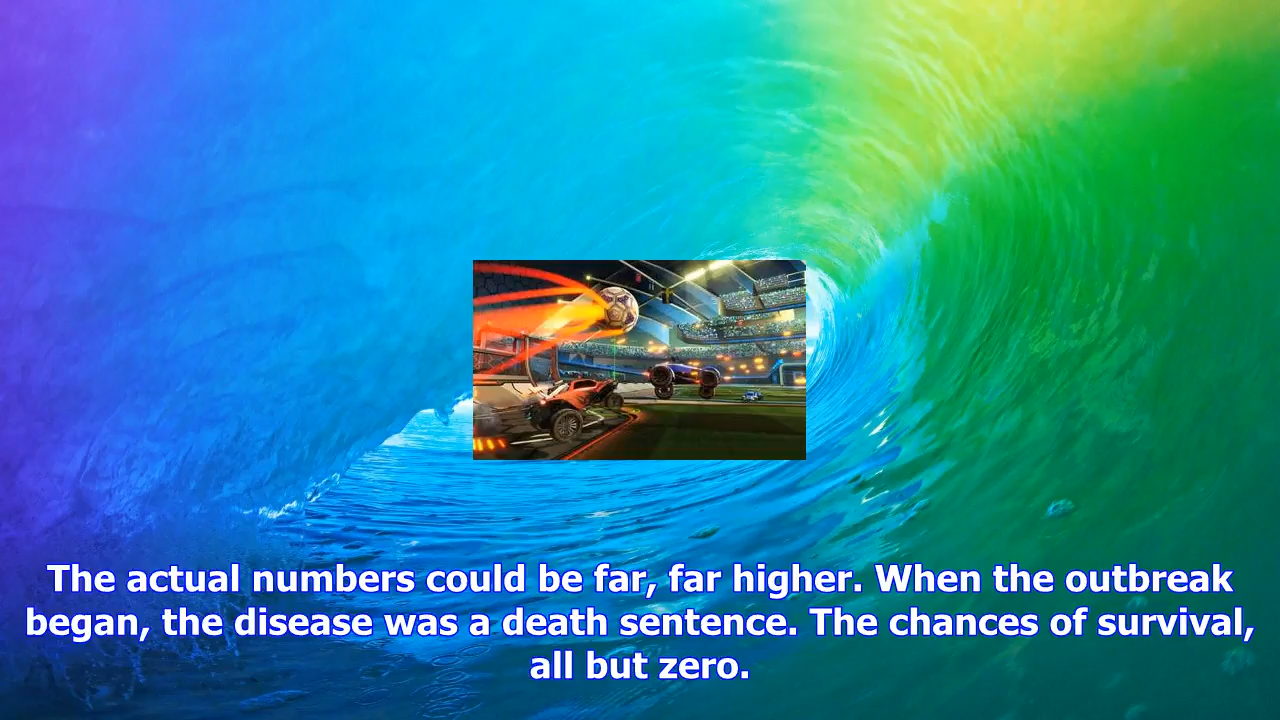 The actual numbers could be far, far higher. When the outbreak
began, the disease was a death sentence. The chances of survival,
all but zero.